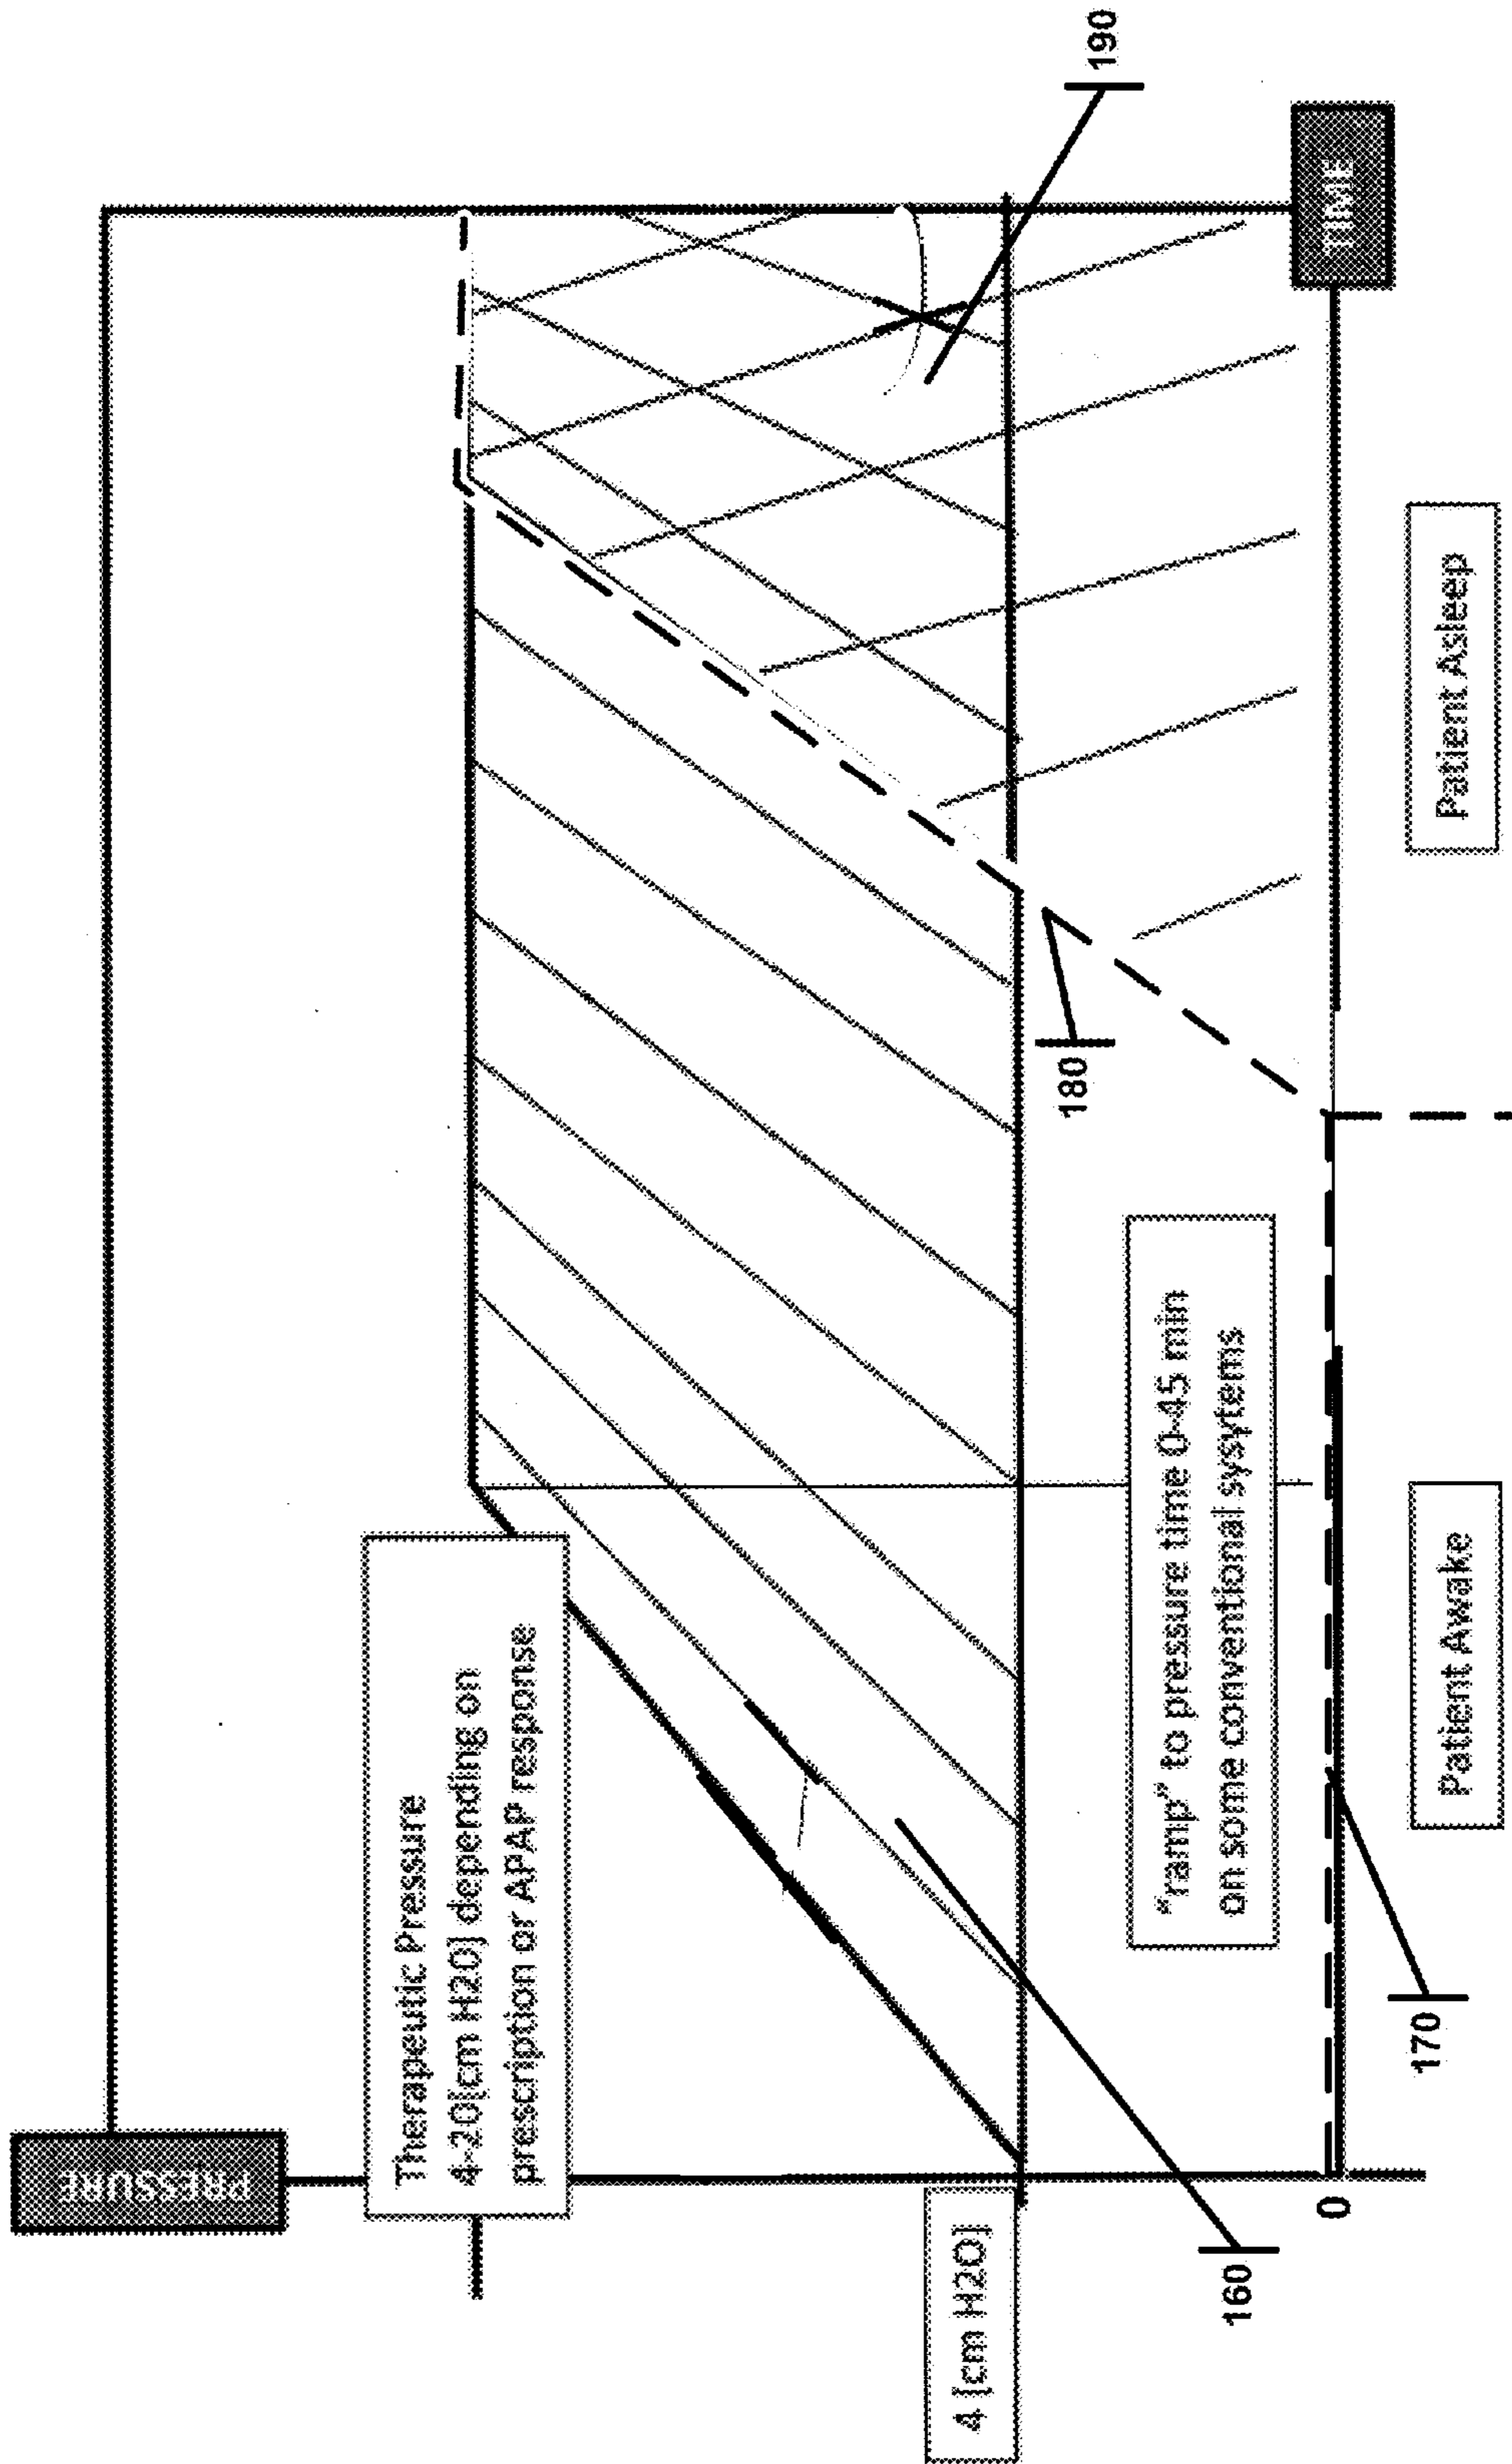 PRESSURE
Therapeutic Pressure
4-20[cm H20] depending on
prescription or APAP response
4 [cm H2O]
190
180
"ramp" to pressure time 0-45 min
on some conventional sysytems
160
0
TIME
170
Patient Awake
Patient Asleep